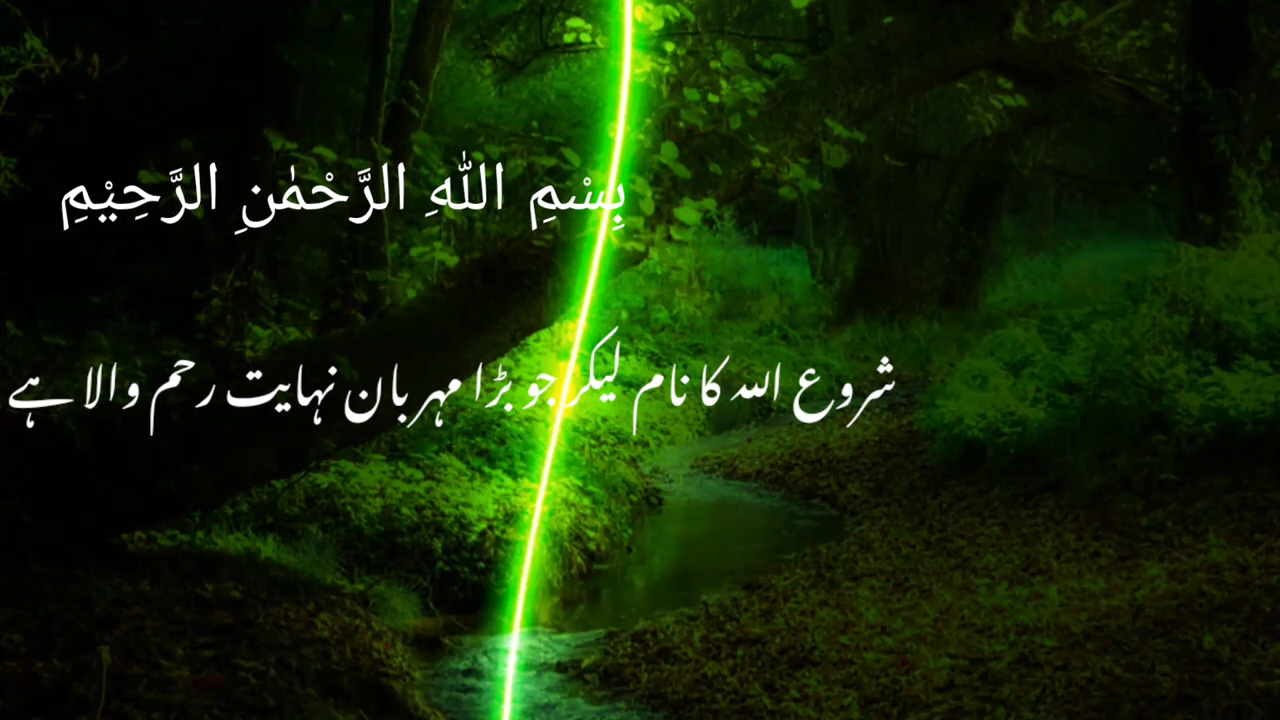 بِسْمِ اللّٰهِ الرَّحْمٰنِ الرَّحِيْمِ
شروع اللہ کا نام لیکر جو بڑا مہربان نہایت رحم والا ہے